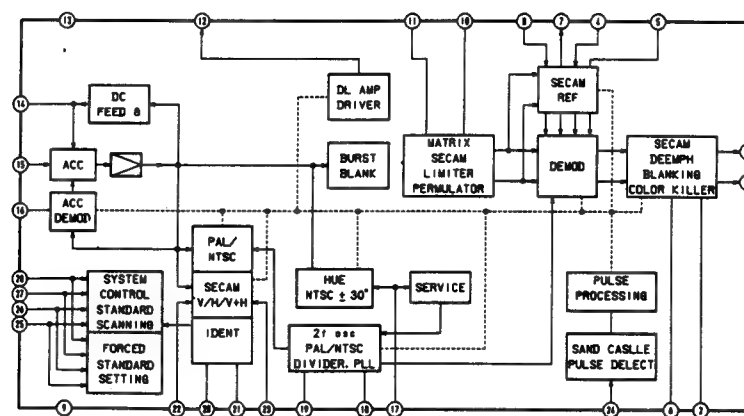 13
12
11
10
8
7
4
5
14
DC
FEED 8
DL AMP
DRIVER
SECAM
REF
15
ACC
BURST
BLANK
MATRIX
SECAM
LIMITER
PERMULATOR
DEMOD
SECAM
DEEMPH
BLANKING
COLOR KILLER
16
ACC
DEMOD
PAL/
NTSC
28
27
26
25
SYSTEM
CONTROL
STANDARD
SCANNING
SECAM
V/H/V+H
HUE
NTSC ± 30°
SERVICE
PULSE
PROCESSING
IDENT
FORCED
STANDARD
SETTING
2f osc
PAL/NTSC
DIVIDER, PLL
SAND CASLLE
PULSE DELECT
9
22
20
21
23
19
18
17
24
6
2